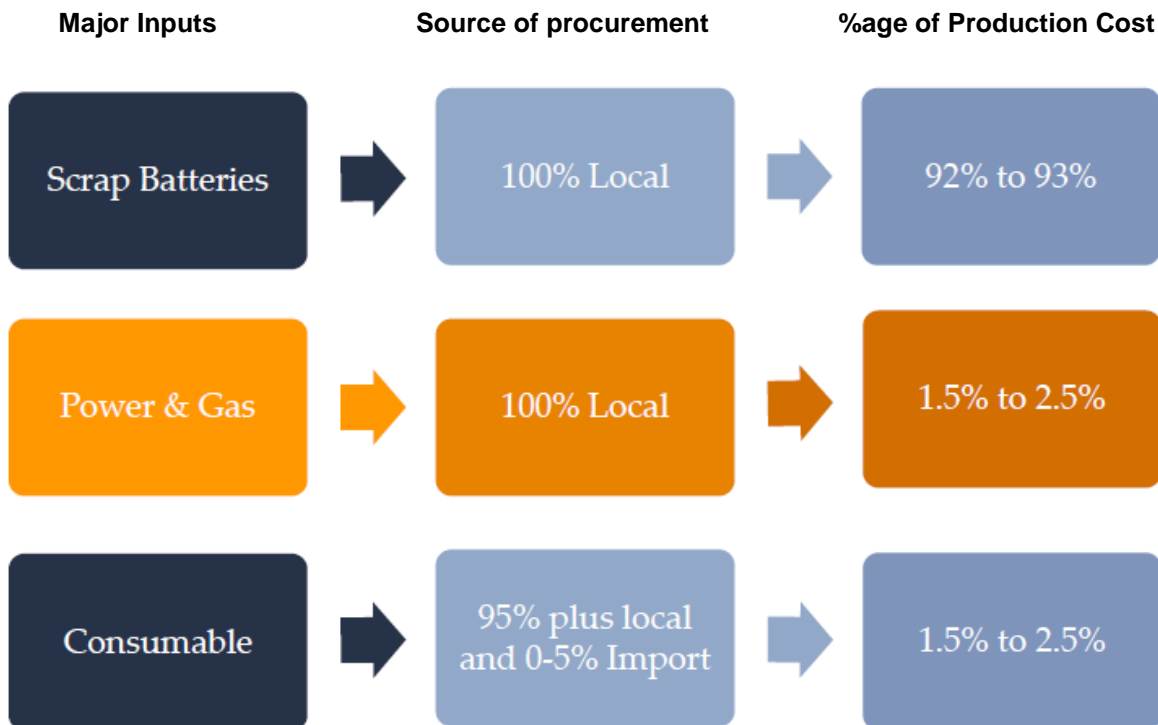 Major Inputs
Source of procurement
%age of Production Cost
Scrap Batteries
100% Local
92% to 93%
Power & Gas
100% Local
1.5% to 2.5%
Consumable
95% plus local
and 0-5% Import
1.5% to 2.5%